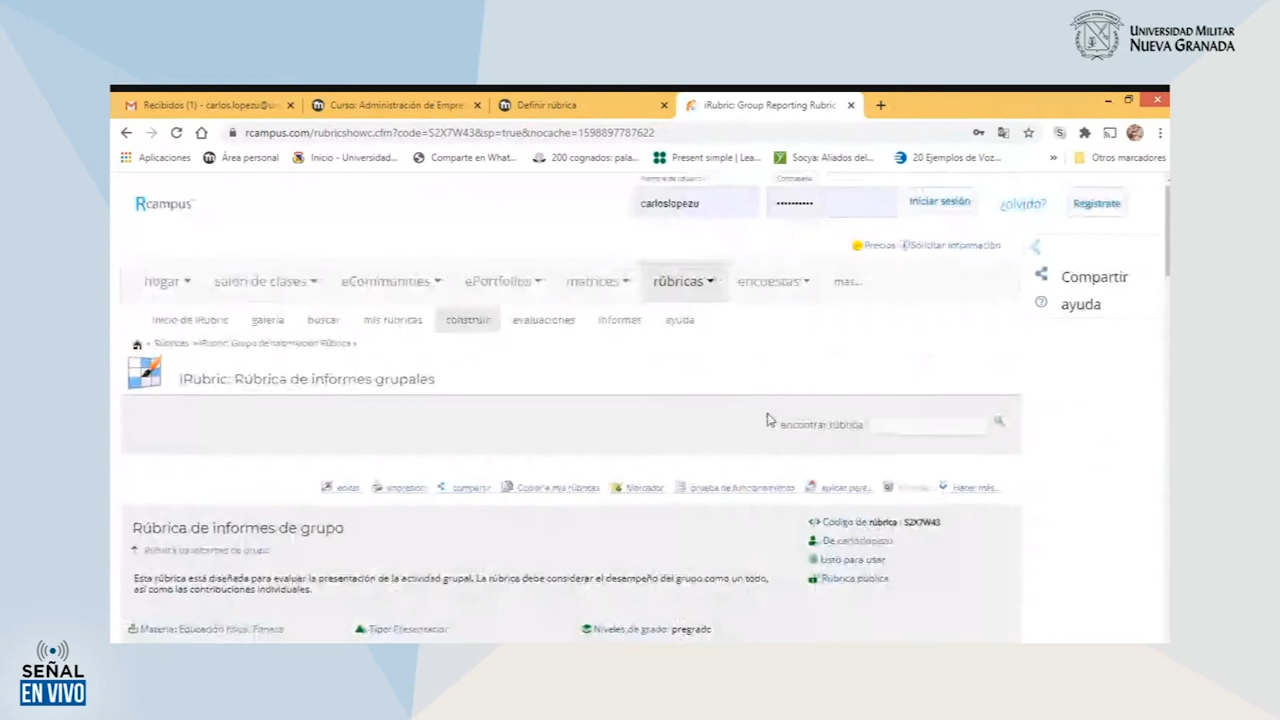 UNIVERSIDAD MILITAR
NUEVA GRANADA
Recibidos (1) - carlos.lopezu@u
Curso: Administración de Empre
Definir rúbrica
iRubric: Group Reporting Rubric
rcampus.com/rubricshowc.cfm?code=S2X7W43&sp=true&nocache=1598897787622
Aplicaciones
Área personal
Inicio - Universidad...
Comparte en What...
200 cognados: pala...
Present simple | Lea...
Socya: Aliados del...
20 Ejemplos de Voz...
»
Otros marcadores
Nombre de usuario
Contraseña
Rcampus
carloslopezu
••••••••••
Iniciar sesión
¿olvido?
Regístrate
Precios
Solicitar información
Compartir
ayuda
hogar
salón de clases
eCommunities
ePortfolios
matrices
rúbricas
encuestas
mas...
Inicio de iRubric
galería
buscar
mis rúbricas
construir
evaluaciones
informes
ayuda
iRubric: Rúbrica de informes grupales
encontrar rúbrica
editar
impresión
compartir
Copiar a mis rúbricas
Marcador
prueba de funcionamiento
aplicar para...
Hacer más...
Rúbrica de informes de grupo
Código de rúbrica : S2X7W43
De carloslopezu
Listo para usar
Rúbrica pública
Esta rúbrica está diseñada para evaluar la presentación de la actividad grupal. La rúbrica debe considerar el desempeño del grupo como un todo,
así como las contribuciones individuales.
Materia: Educación física, Fitness
Tipo: Presentación
Niveles de grado: pregrado
SEÑAL
EN VIVO